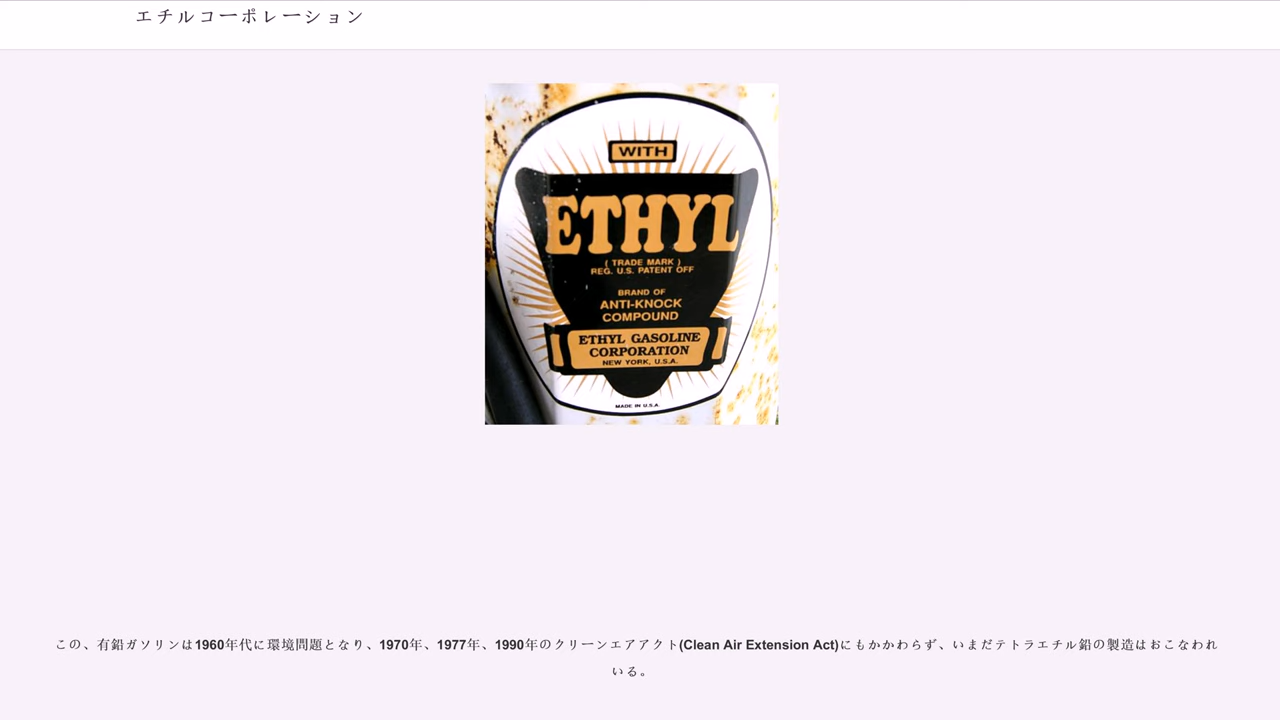 エチルコーポレーション
WITH
ETHYL
( TRADE MARK )
REG. U.S. PATENT OFF
BRAND OF
ANTI-KNOCK
COMPOUND
ETHYL GASOLINE
CORPORATION
NEW YORK, U.S.A.
MADE IN U.S.A.
この、有鉛ガソリンは1960年代に環境問題となり、1970年、1977年、1990年のクリーンエアアクト(Clean Air Extension Act)にもかかわらず、いまだテトラエチル鉛の製造はおこなわれ
いる。